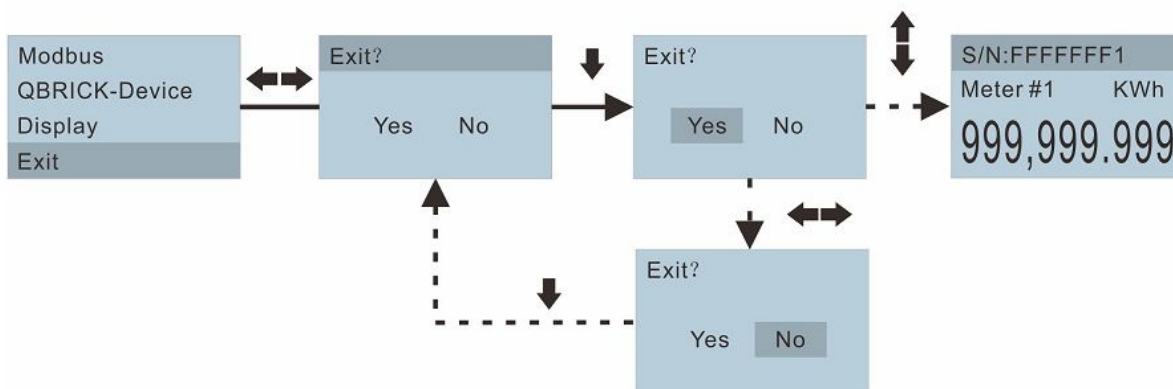 Modbus
QBRICK-Device
Display
Exit
Exit?
Yes No
Exit?
Yes No
S/N:FFFFFFF1
Meter #1 KWh
999,999.999
Exit?
Yes No